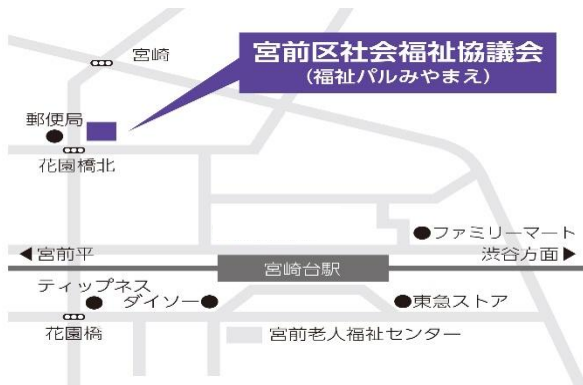 宮崎
宮前区社会福祉協議会
(福祉パルみやまえ)
郵便局
花園橋北
ファミリーマート
◀宮前平
渋谷方面▶
宮崎台駅
ティップネス
ダイソー
東急ストア
花園橋
宮前老人福祉センター